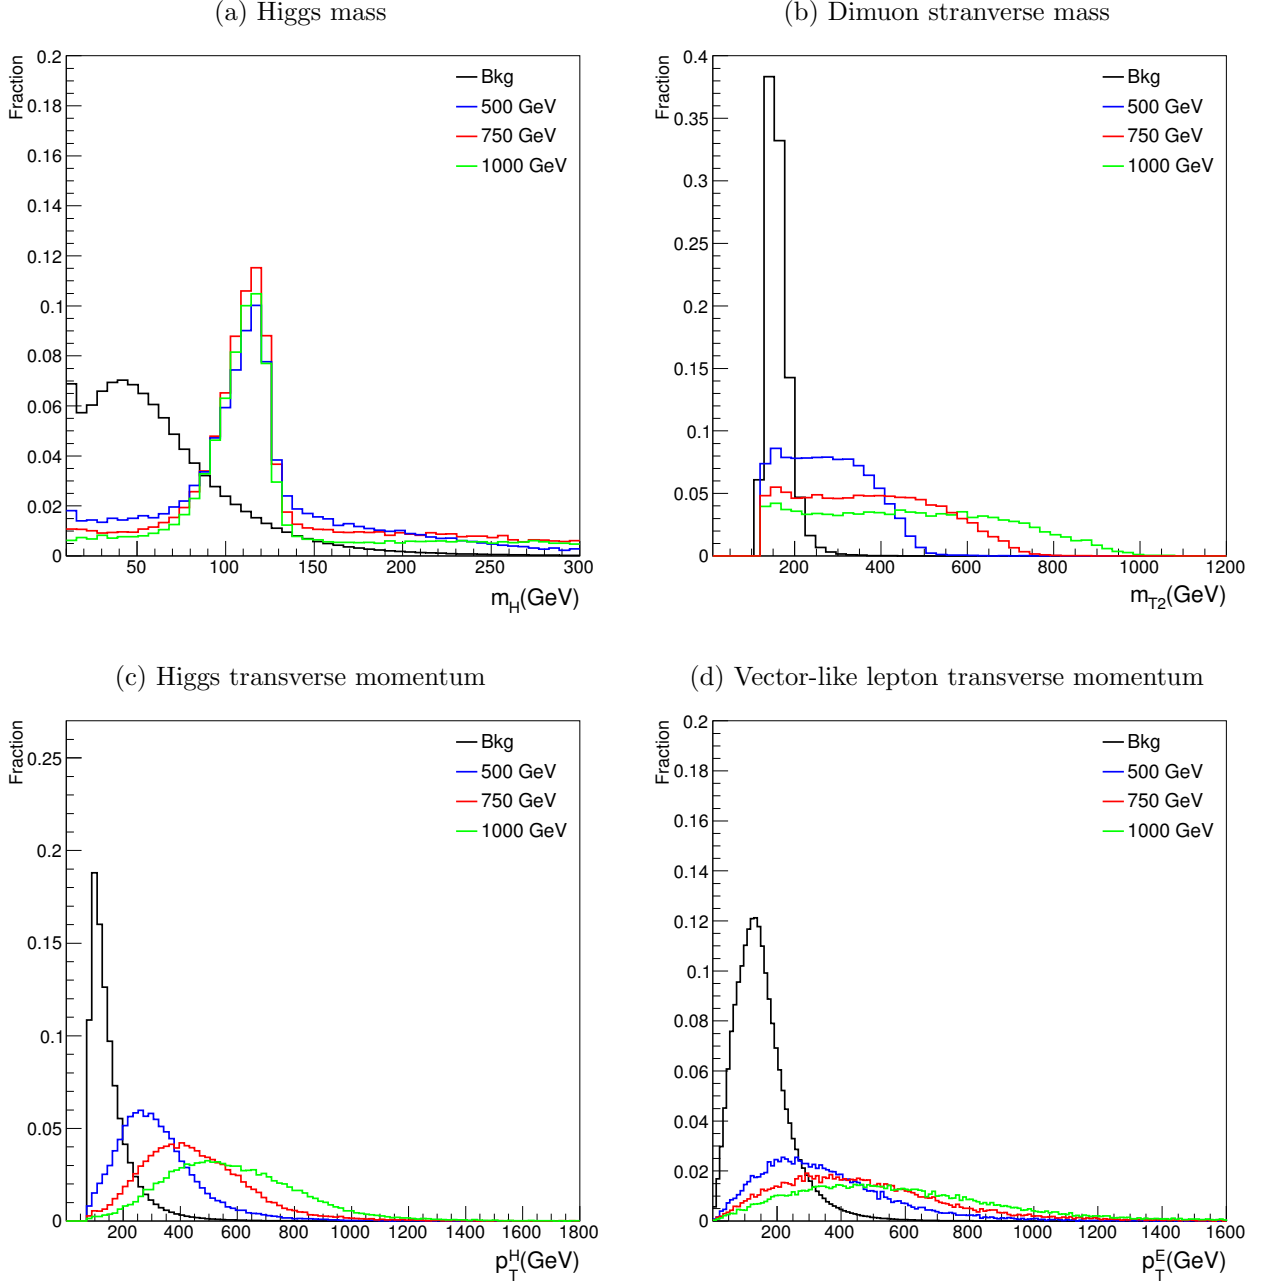 (a) Higgs mass
Fraction
0.2
0.18
0.16
0.14
0.12
0.1
0.08
0.06
0.04
0.02
0
Bkg
500 GeV
750 GeV
1000 GeV
50
100
150
200
250
300
m_H(GeV)
(b) Dimuon stranverse mass
Fraction
0.4
0.35
0.3
0.25
0.2
0.15
0.1
0.05
0
Bkg
500 GeV
750 GeV
1000 GeV
200
400
600
800
1000
1200
m_T2(GeV)
(c) Higgs transverse momentum
Fraction
0.25
0.2
0.15
0.1
0.05
0
Bkg
500 GeV
750 GeV
1000 GeV
200
400
600
800
1000
1200
1400
1600
1800
p_T^H(GeV)
(d) Vector-like lepton transverse momentum
Fraction
0.2
0.18
0.16
0.14
0.12
0.1
0.08
0.06
0.04
0.02
0
Bkg
500 GeV
750 GeV
1000 GeV
200
400
600
800
1000
1200
1400
1600
p_T^E(GeV)